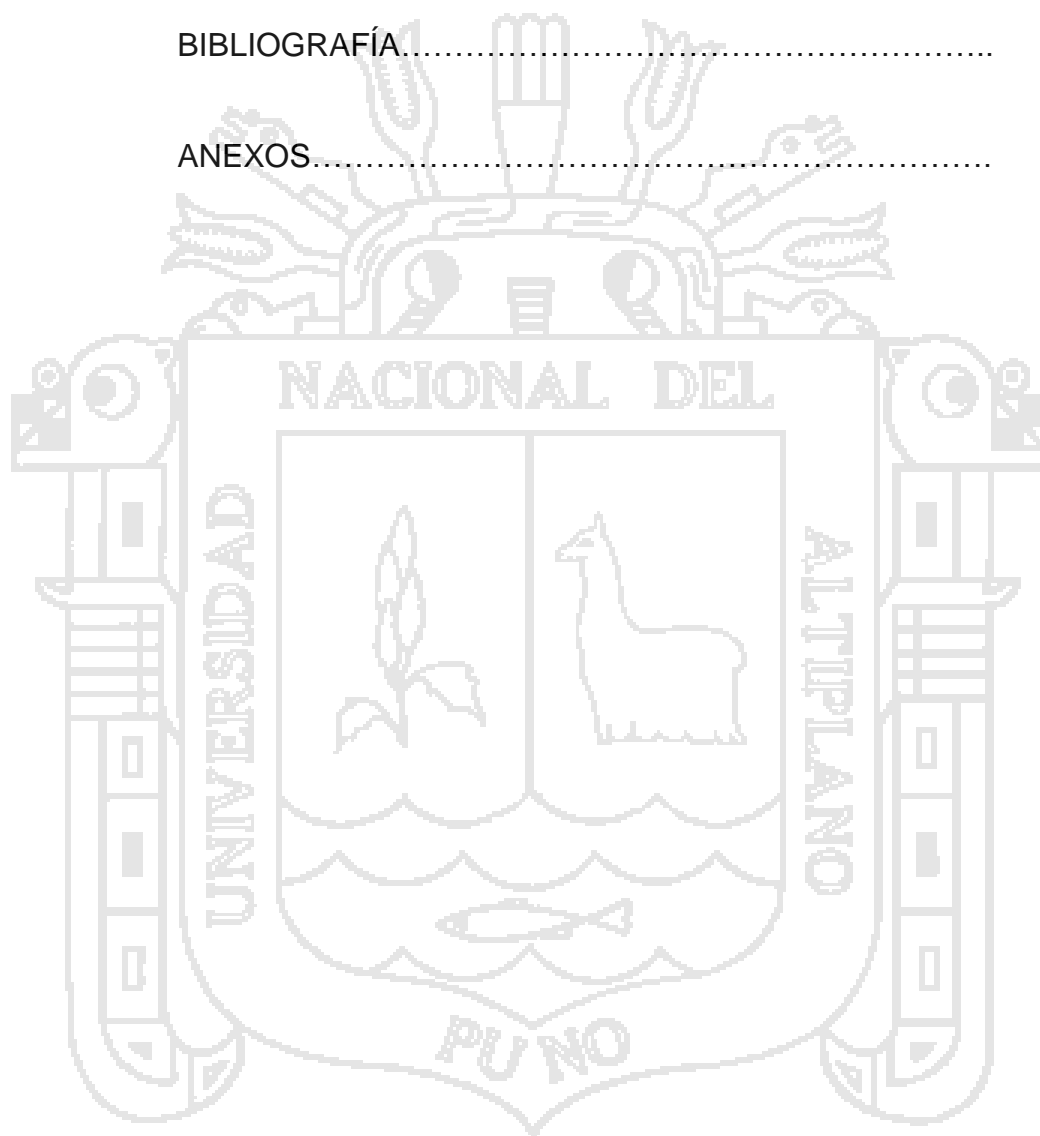 BIBLIOGRAFÍA………………………………………………..
ANEXOS……………………………………………………….
NACIONAL DEL
UNIVERSIDAD
ALTIPLANO
PUNO